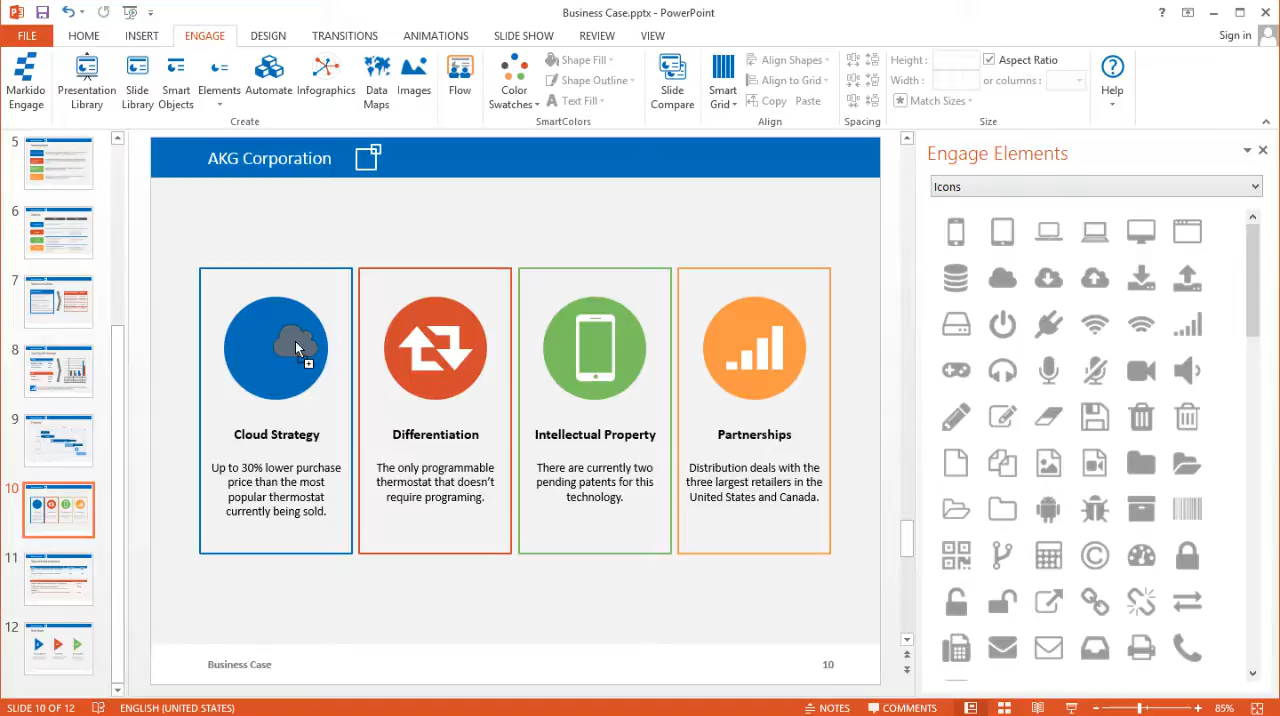 Business Case.pptx - PowerPoint
FILE HOME INSERT ENGAGE DESIGN TRANSITIONS ANIMATIONS SLIDE SHOW REVIEW VIEW Sign in
Markido Engage
Presentation Library
Slide Library
Smart Objects
Elements
Automate
Infographics
Data Maps
Images
Create
Flow
Color Swatches
Shape Fill
Shape Outline
Text Fill
SmartColors
Slide Compare
Smart Grid
Align Shapes
Align to Grid
Copy Paste
Align
Spacing
Height:
Width:
Aspect Ratio
or columns:
Match Sizes
Size
Help
5
6
7
8
9
10
11
12
AKG Corporation
Cloud Strategy
Up to 30% lower purchase
price than the most
popular thermostat
currently being sold.
Differentiation
The only programmable
thermostat that doesn't
require programing.
Intellectual Property
There are currently two
pending patents for this
technology.
Partnerships
Distribution deals with the
three largest retailers in the
United States and Canada.
Business Case 10
Engage Elements
Icons
SLIDE 10 OF 12 ENGLISH (UNITED STATES) NOTES COMMENTS 85%